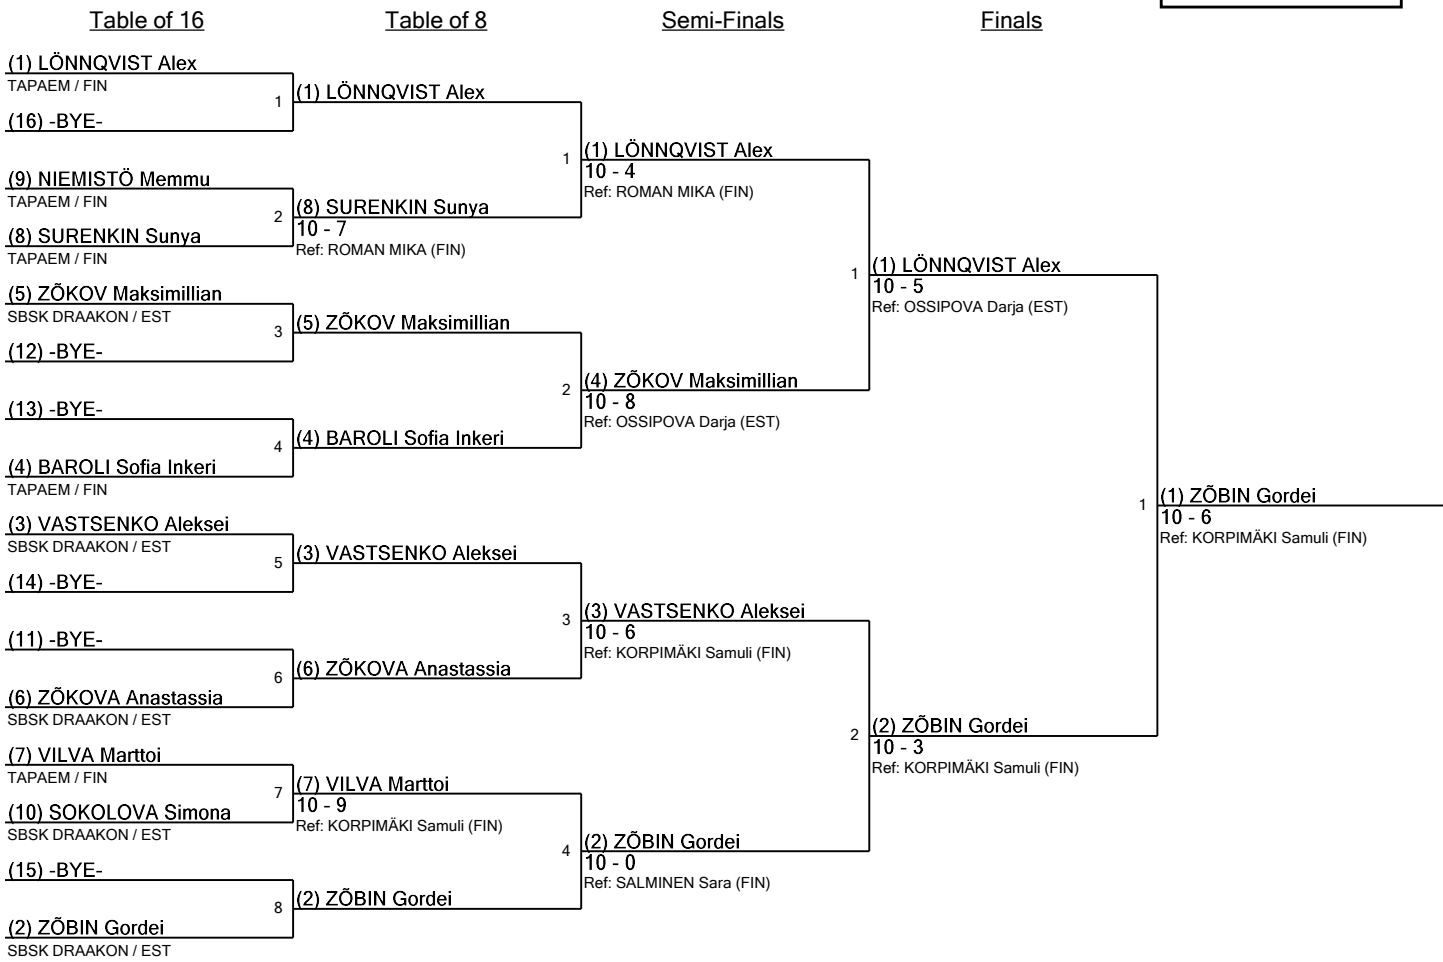 Table of 16
Table of 8
Semi-Finals
Finals
(1) LÖNNQVIST Alex
TAPAEM / FIN
1
(16) -BYE-
(9) NIEMISTÖ Memmu
TAPAEM / FIN
2
(8) SURENKIN Sunya
TAPAEM / FIN
(5) ZÕKOV Maksimillian
SBSK DRAAKON / EST
3
(12) -BYE-
(13) -BYE-
4
(4) BAROLI Sofia Inkeri
TAPAEM / FIN
(3) VASTSENKO Aleksei
SBSK DRAAKON / EST
5
(14) -BYE-
(11) -BYE-
6
(6) ZÕKOVA Anastassia
SBSK DRAAKON / EST
(7) VILVA Marttoi
TAPAEM / FIN
7
(10) SOKOLOVA Simona
SBSK DRAAKON / EST
(15) -BYE-
8
(2) ZÕBIN Gordei
SBSK DRAAKON / EST
(1) LÖNNQVIST Alex
1
(8) SURENKIN Sunya
10 - 7
Ref: ROMAN MIKA (FIN)
(5) ZÕKOV Maksimillian
2
(4) BAROLI Sofia Inkeri
(3) VASTSENKO Aleksei
3
(6) ZÕKOVA Anastassia
(7) VILVA Marttoi
10 - 9
Ref: KORPIMÄKI Samuli (FIN)
4
(2) ZÕBIN Gordei
(1) LÖNNQVIST Alex
10 - 4
Ref: ROMAN MIKA (FIN)
1
(4) ZÕKOV Maksimillian
10 - 8
Ref: OSSIPOVA Darja (EST)
(3) VASTSENKO Aleksei
10 - 6
Ref: KORPIMÄKI Samuli (FIN)
2
(2) ZÕBIN Gordei
10 - 0
Ref: SALMINEN Sara (FIN)
(1) LÖNNQVIST Alex
10 - 5
Ref: OSSIPOVA Darja (EST)
1
(2) ZÕBIN Gordei
10 - 3
Ref: KORPIMÄKI Samuli (FIN)
(1) ZÕBIN Gordei
10 - 6
Ref: KORPIMÄKI Samuli (FIN)